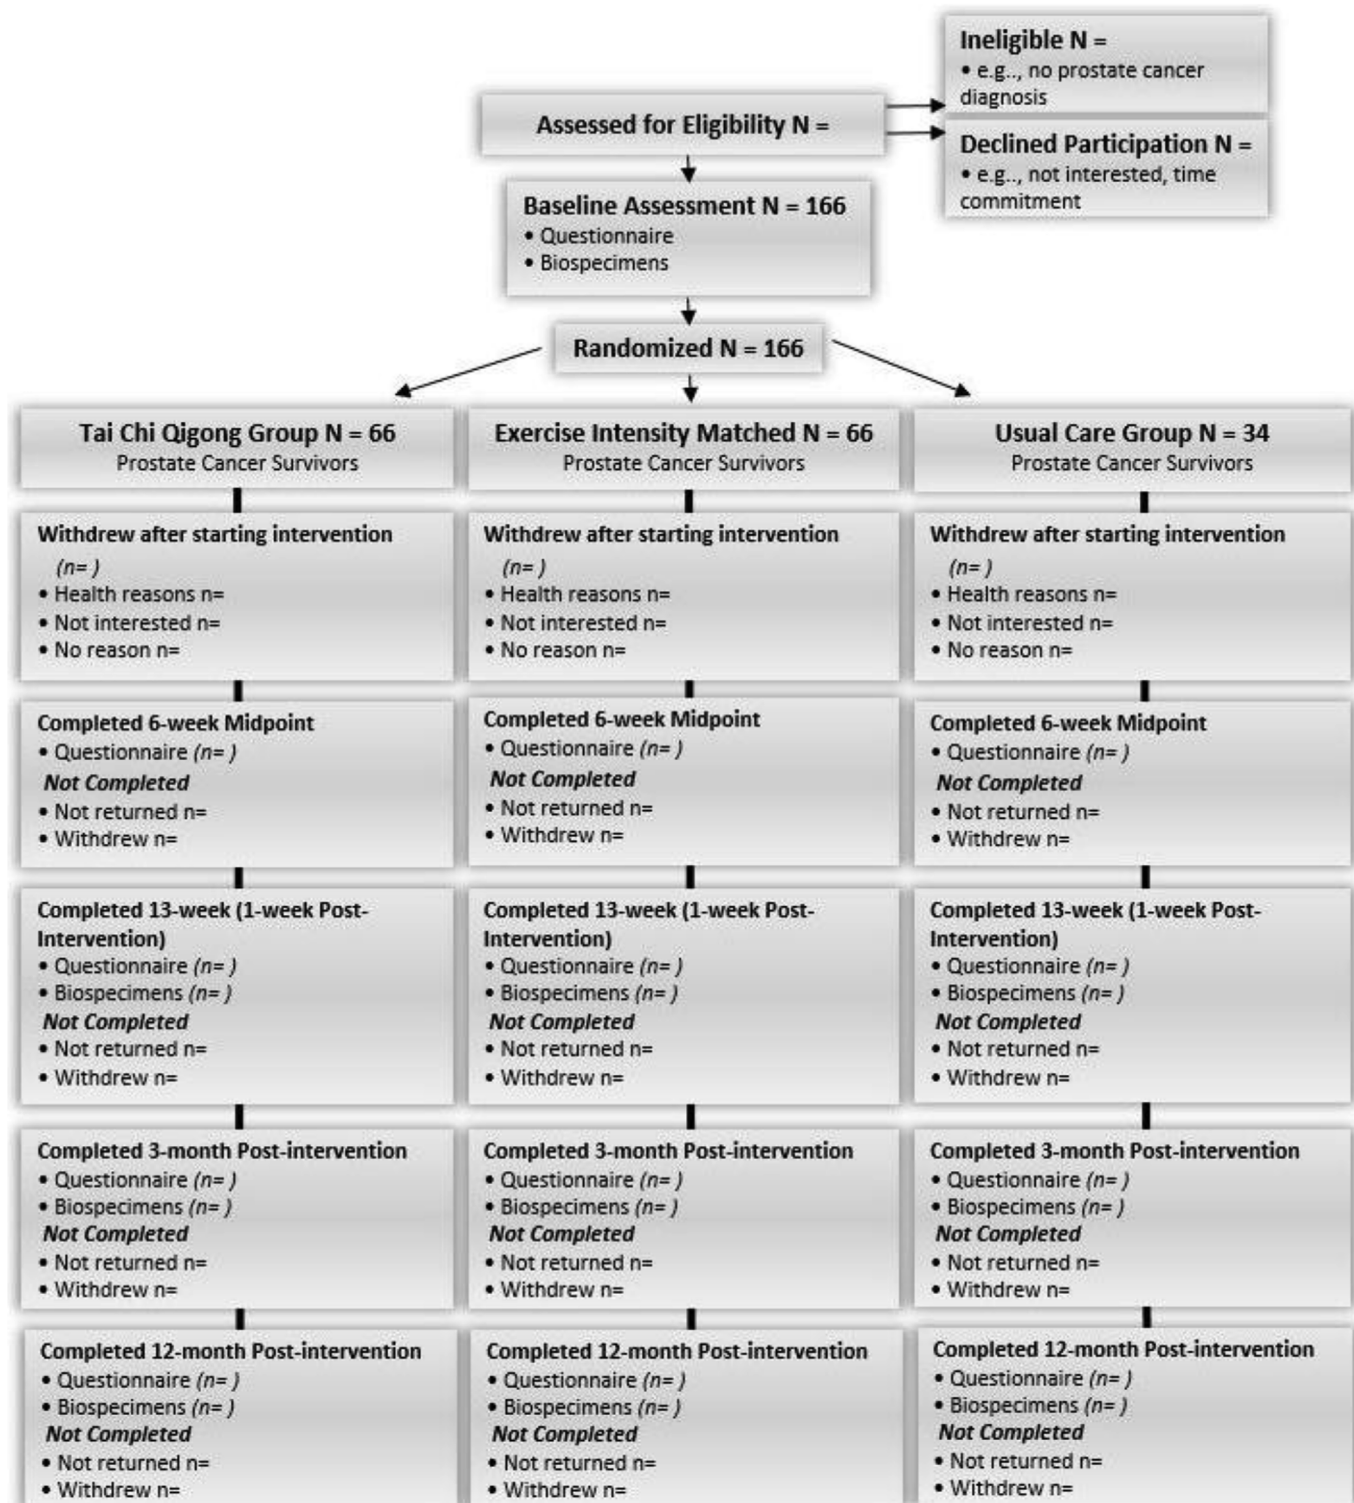 Ineligible N =
• e.g.., no prostate cancer
diagnosis
Assessed for Eligibility N =
Declined Participation N =
• e.g.., not interested, time
commitment
Baseline Assessment N = 166
• Questionnaire
• Biospecimens
Randomized N = 166
Tai Chi Qigong Group N = 66
Prostate Cancer Survivors
Withdrew after starting intervention
(n= )
• Health reasons n=
• Not interested n=
• No reason n=
Completed 6-week Midpoint
• Questionnaire (n= )
Not Completed
• Not returned n=
• Withdrew n=
Completed 13-week (1-week Post-
Intervention)
• Questionnaire (n= )
• Biospecimens (n= )
Not Completed
• Not returned n=
• Withdrew n=
Completed 3-month Post-intervention
• Questionnaire (n= )
• Biospecimens (n= )
Not Completed
• Not returned n=
• Withdrew n=
Completed 12-month Post-intervention
• Questionnaire (n= )
• Biospecimens (n= )
Not Completed
• Not returned n=
• Withdrew n=
Exercise Intensity Matched N = 66
Prostate Cancer Survivors
Withdrew after starting intervention
(n= )
• Health reasons n=
• Not interested n=
• No reason n=
Completed 6-week Midpoint
• Questionnaire (n= )
Not Completed
• Not returned n=
• Withdrew n=
Completed 13-week (1-week Post-
Intervention)
• Questionnaire (n= )
• Biospecimens (n= )
Not Completed
• Not returned n=
• Withdrew n=
Completed 3-month Post-intervention
• Questionnaire (n= )
• Biospecimens (n= )
Not Completed
• Not returned n=
• Withdrew n=
Completed 12-month Post-intervention
• Questionnaire (n= )
• Biospecimens (n= )
Not Completed
• Not returned n=
• Withdrew n=
Usual Care Group N = 34
Prostate Cancer Survivors
Withdrew after starting intervention
(n= )
• Health reasons n=
• Not interested n=
• No reason n=
Completed 6-week Midpoint
• Questionnaire (n= )
Not Completed
• Not returned n=
• Withdrew n=
Completed 13-week (1-week Post-
Intervention)
• Questionnaire (n= )
• Biospecimens (n= )
Not Completed
• Not returned n=
• Withdrew n=
Completed 3-month Post-intervention
• Questionnaire (n= )
• Biospecimens (n= )
Not Completed
• Not returned n=
• Withdrew n=
Completed 12-month Post-intervention
• Questionnaire (n= )
• Biospecimens (n= )
Not Completed
• Not returned n=
• Withdrew n=